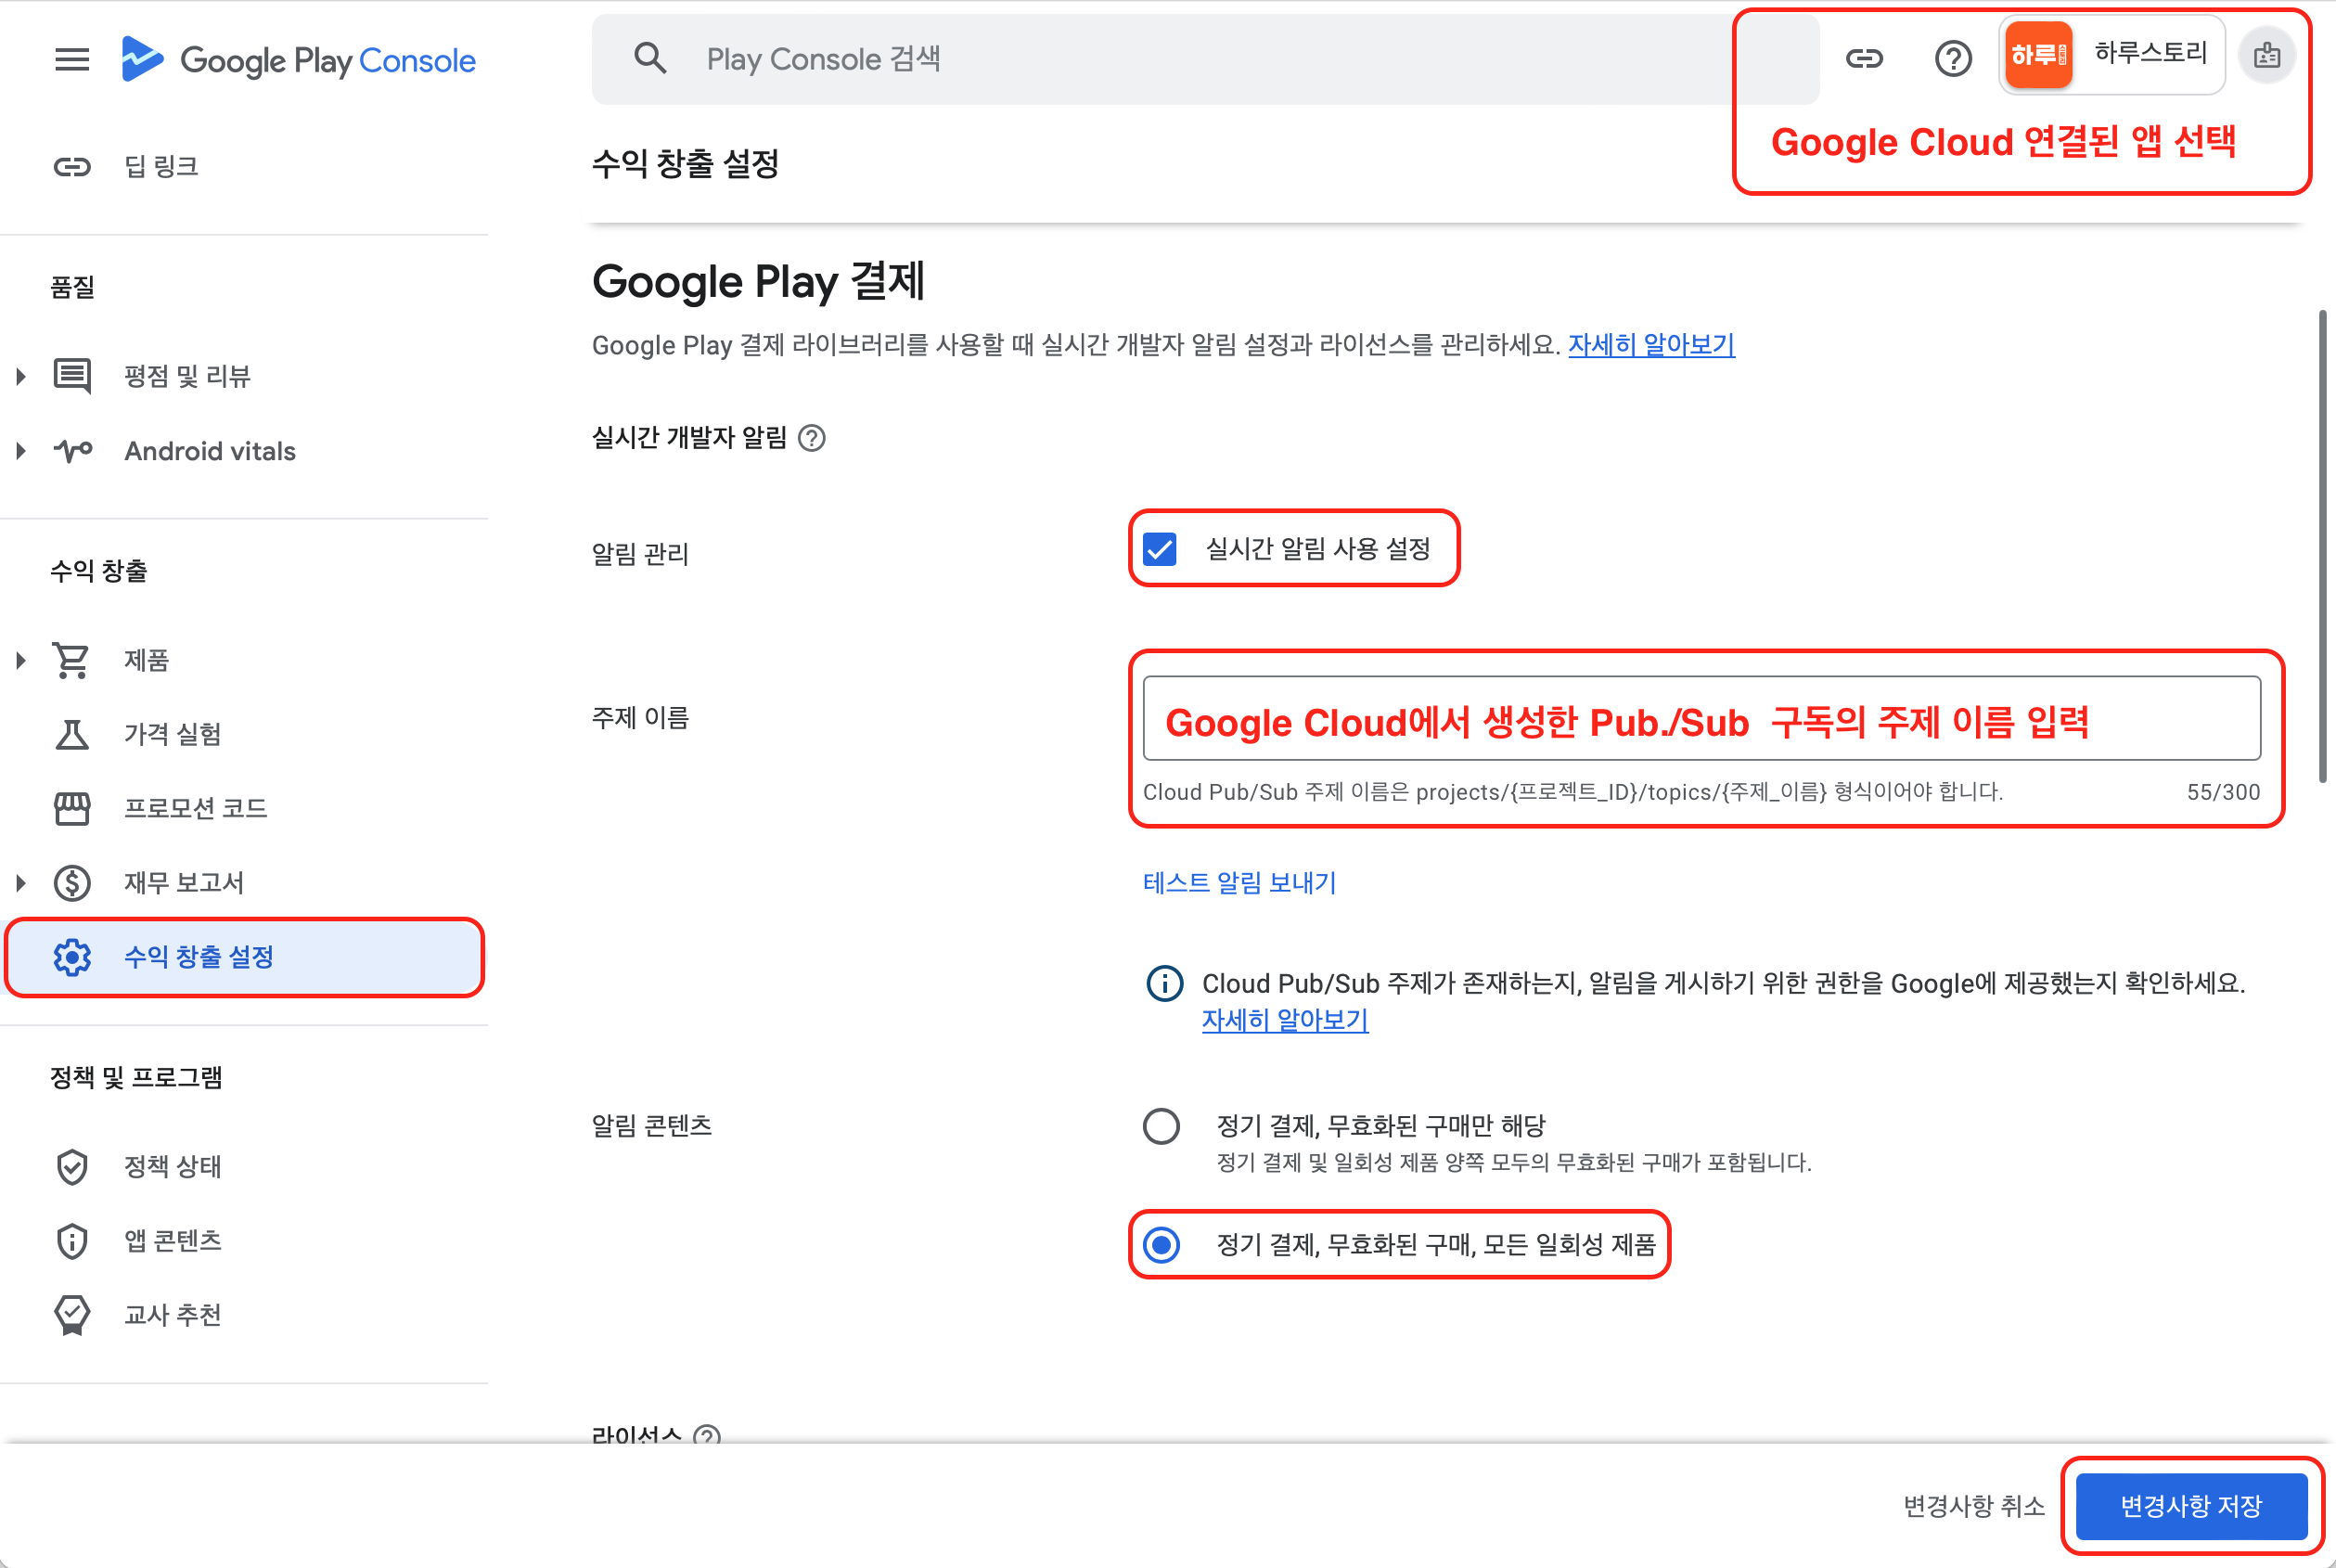 Google Play Console
Play Console 검색
하루
하루스토리
Google Cloud 연결된 앱 선택
딥 링크
품질
평점 및 리뷰
Android vitals
수익 창출
제품
가격 실험
프로모션 코드
재무 보고서
수익 창출 설정
정책 및 프로그램
정책 상태
앱 콘텐츠
교사 추천
수익 창출 설정
Google Play 결제
Google Play 결제 라이브러리를 사용할 때 실시간 개발자 알림 설정과 라이선스를 관리하세요. 자세히 알아보기
실시간 개발자 알림
알림 관리
실시간 알림 사용 설정
주제 이름
Google Cloud에서 생성한 Pub./Sub 구독의 주제 이름 입력
Cloud Pub/Sub 주제 이름은 projects/{프로젝트_ID}/topics/{주제_이름} 형식이어야 합니다.
55/300
테스트 알림 보내기
Cloud Pub/Sub 주제가 존재하는지, 알림을 게시하기 위한 권한을 Google에 제공했는지 확인하세요.
자세히 알아보기
알림 콘텐츠
정기 결제, 무효화된 구매만 해당
정기 결제 및 일회성 제품 양쪽 모두의 무효화된 구매가 포함됩니다.
정기 결제, 무효화된 구매, 모든 일회성 제품
라이선스
변경사항 취소
변경사항 저장